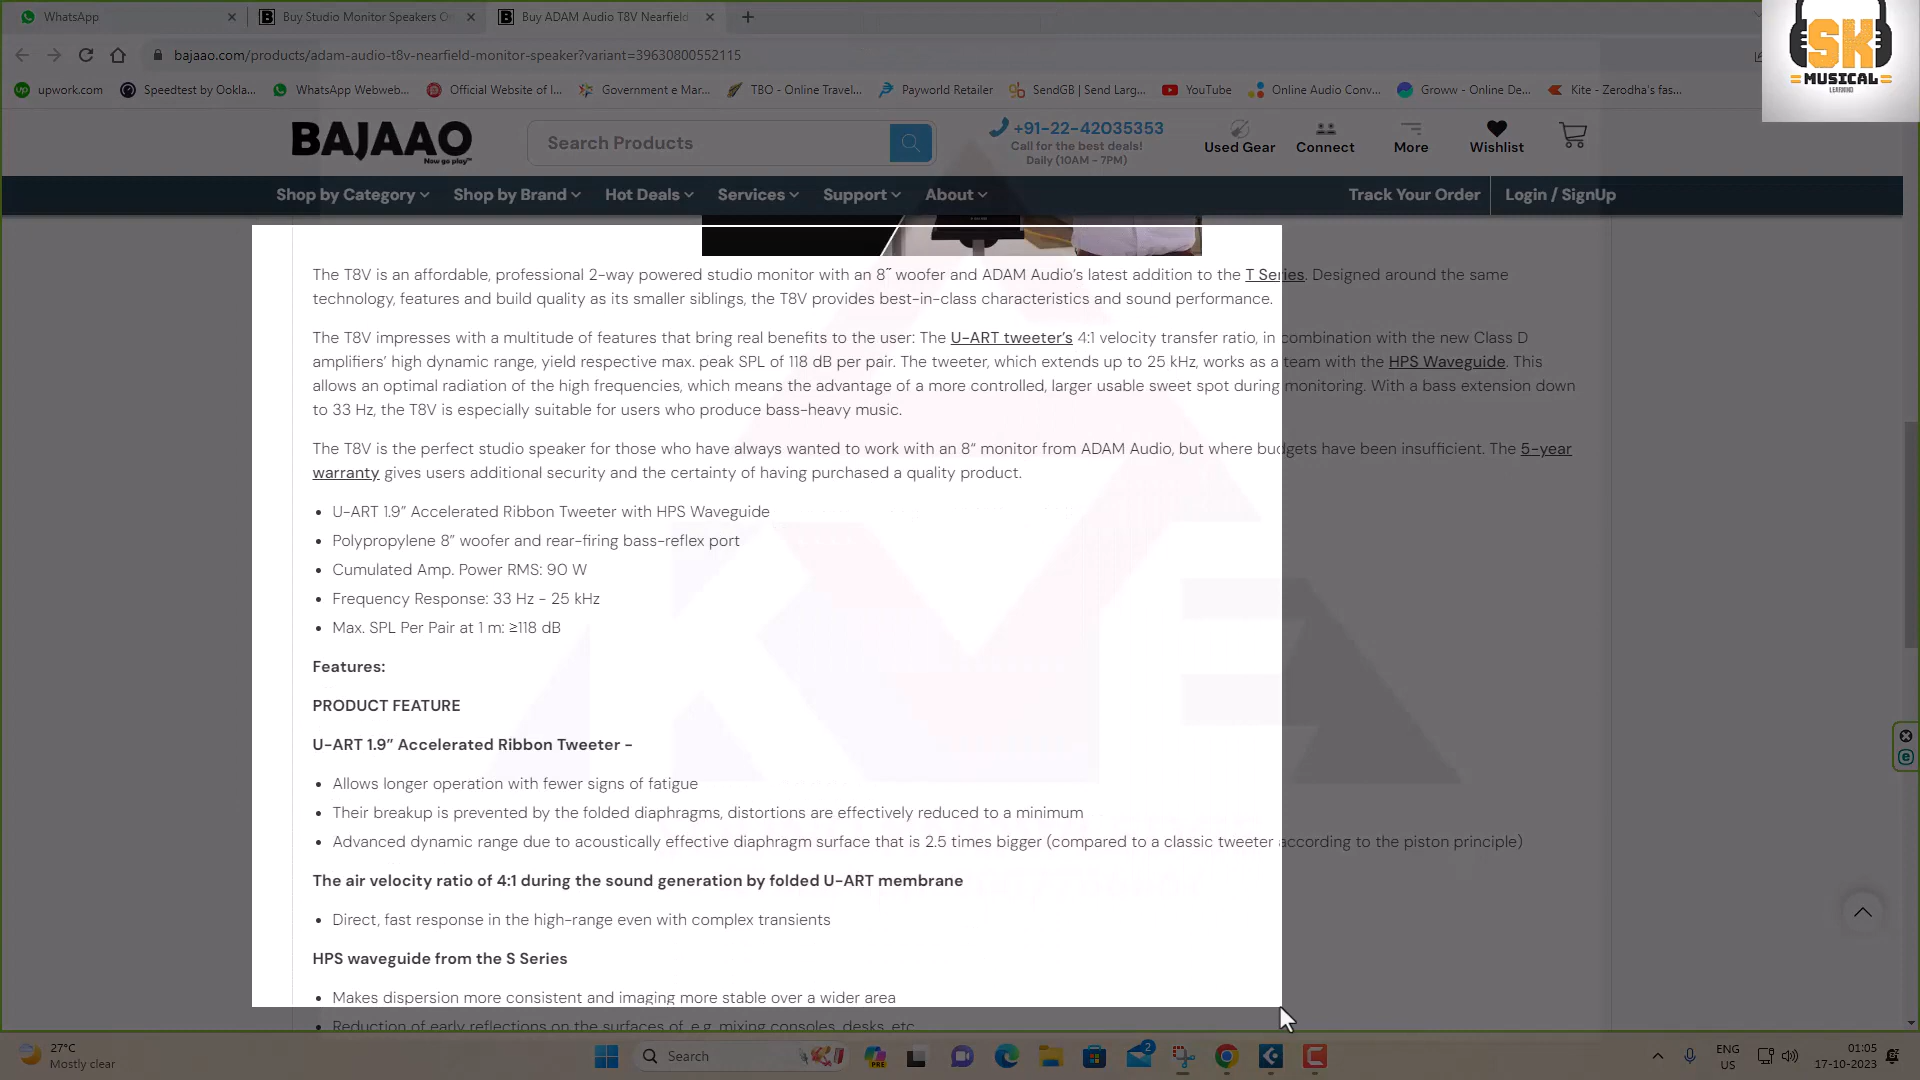 WhatsApp
Buy Studio Monitor Speakers O
Buy ADAM Audio T8V Nearfield
bajaao.com/products/adam-audio-t8v-nearfield-monitor-speaker?variant=39630800552115
upwork.com
Speedtest by Ookla...
WhatsApp Webweb...
Official Website of I...
Government e Mar...
TBO - Online Travel...
Payworld Retailer
SendGB | Send Larg...
YouTube
Online Audio Conv...
Groww - Online De...
Kite - Zerodha's fas...
SK
MUSICAL
LEARNING
BAJAAO
Now go play™
Search Products
+91-22-42035353
Call for the best deals!
Daily (10AM - 7PM)
Used Gear
Connect
More
Wishlist
Shop by Category
Shop by Brand
Hot Deals
Services
Support
About
Track Your Order
Login / SignUp
The T8V is an affordable, professional 2-way powered studio monitor with an 8˝ woofer and ADAM Audio's latest addition to the T Series. Designed around the same
technology, features and build quality as its smaller siblings, the T8V provides best-in-class characteristics and sound performance.
The T8V impresses with a multitude of features that bring real benefits to the user: The U-ART tweeter's 4:1 velocity transfer ratio, in combination with the new Class D
amplifiers' high dynamic range, yield respective max. peak SPL of 118 dB per pair. The tweeter, which extends up to 25 kHz, works as a team with the HPS Waveguide. This
allows an optimal radiation of the high frequencies, which means the advantage of a more controlled, larger usable sweet spot during monitoring. With a bass extension down
to 33 Hz, the T8V is especially suitable for users who produce bass-heavy music.
The T8V is the perfect studio speaker for those who have always wanted to work with an 8“ monitor from ADAM Audio, but where budgets have been insufficient. The 5-year
warranty gives users additional security and the certainty of having purchased a quality product.
• U-ART 1.9” Accelerated Ribbon Tweeter with HPS Waveguide
• Polypropylene 8” woofer and rear-firing bass-reflex port
• Cumulated Amp. Power RMS: 90 W
• Frequency Response: 33 Hz - 25 kHz
• Max. SPL Per Pair at 1 m: ≥118 dB
Features:
PRODUCT FEATURE
U-ART 1.9” Accelerated Ribbon Tweeter -
• Allows longer operation with fewer signs of fatigue
• Their breakup is prevented by the folded diaphragms, distortions are effectively reduced to a minimum
• Advanced dynamic range due to acoustically effective diaphragm surface that is 2.5 times bigger (compared to a classic tweeter according to the piston principle)
The air velocity ratio of 4:1 during the sound generation by folded U-ART membrane
• Direct, fast response in the high-range even with complex transients
HPS waveguide from the S Series
• Makes dispersion more consistent and imaging more stable over a wider area
• Reduction of early reflections on the surfaces of, e.g. mixing consoles, desks, etc
27°C
Mostly clear
Search
PRE
2
ENG
US
01:05
17-10-2023